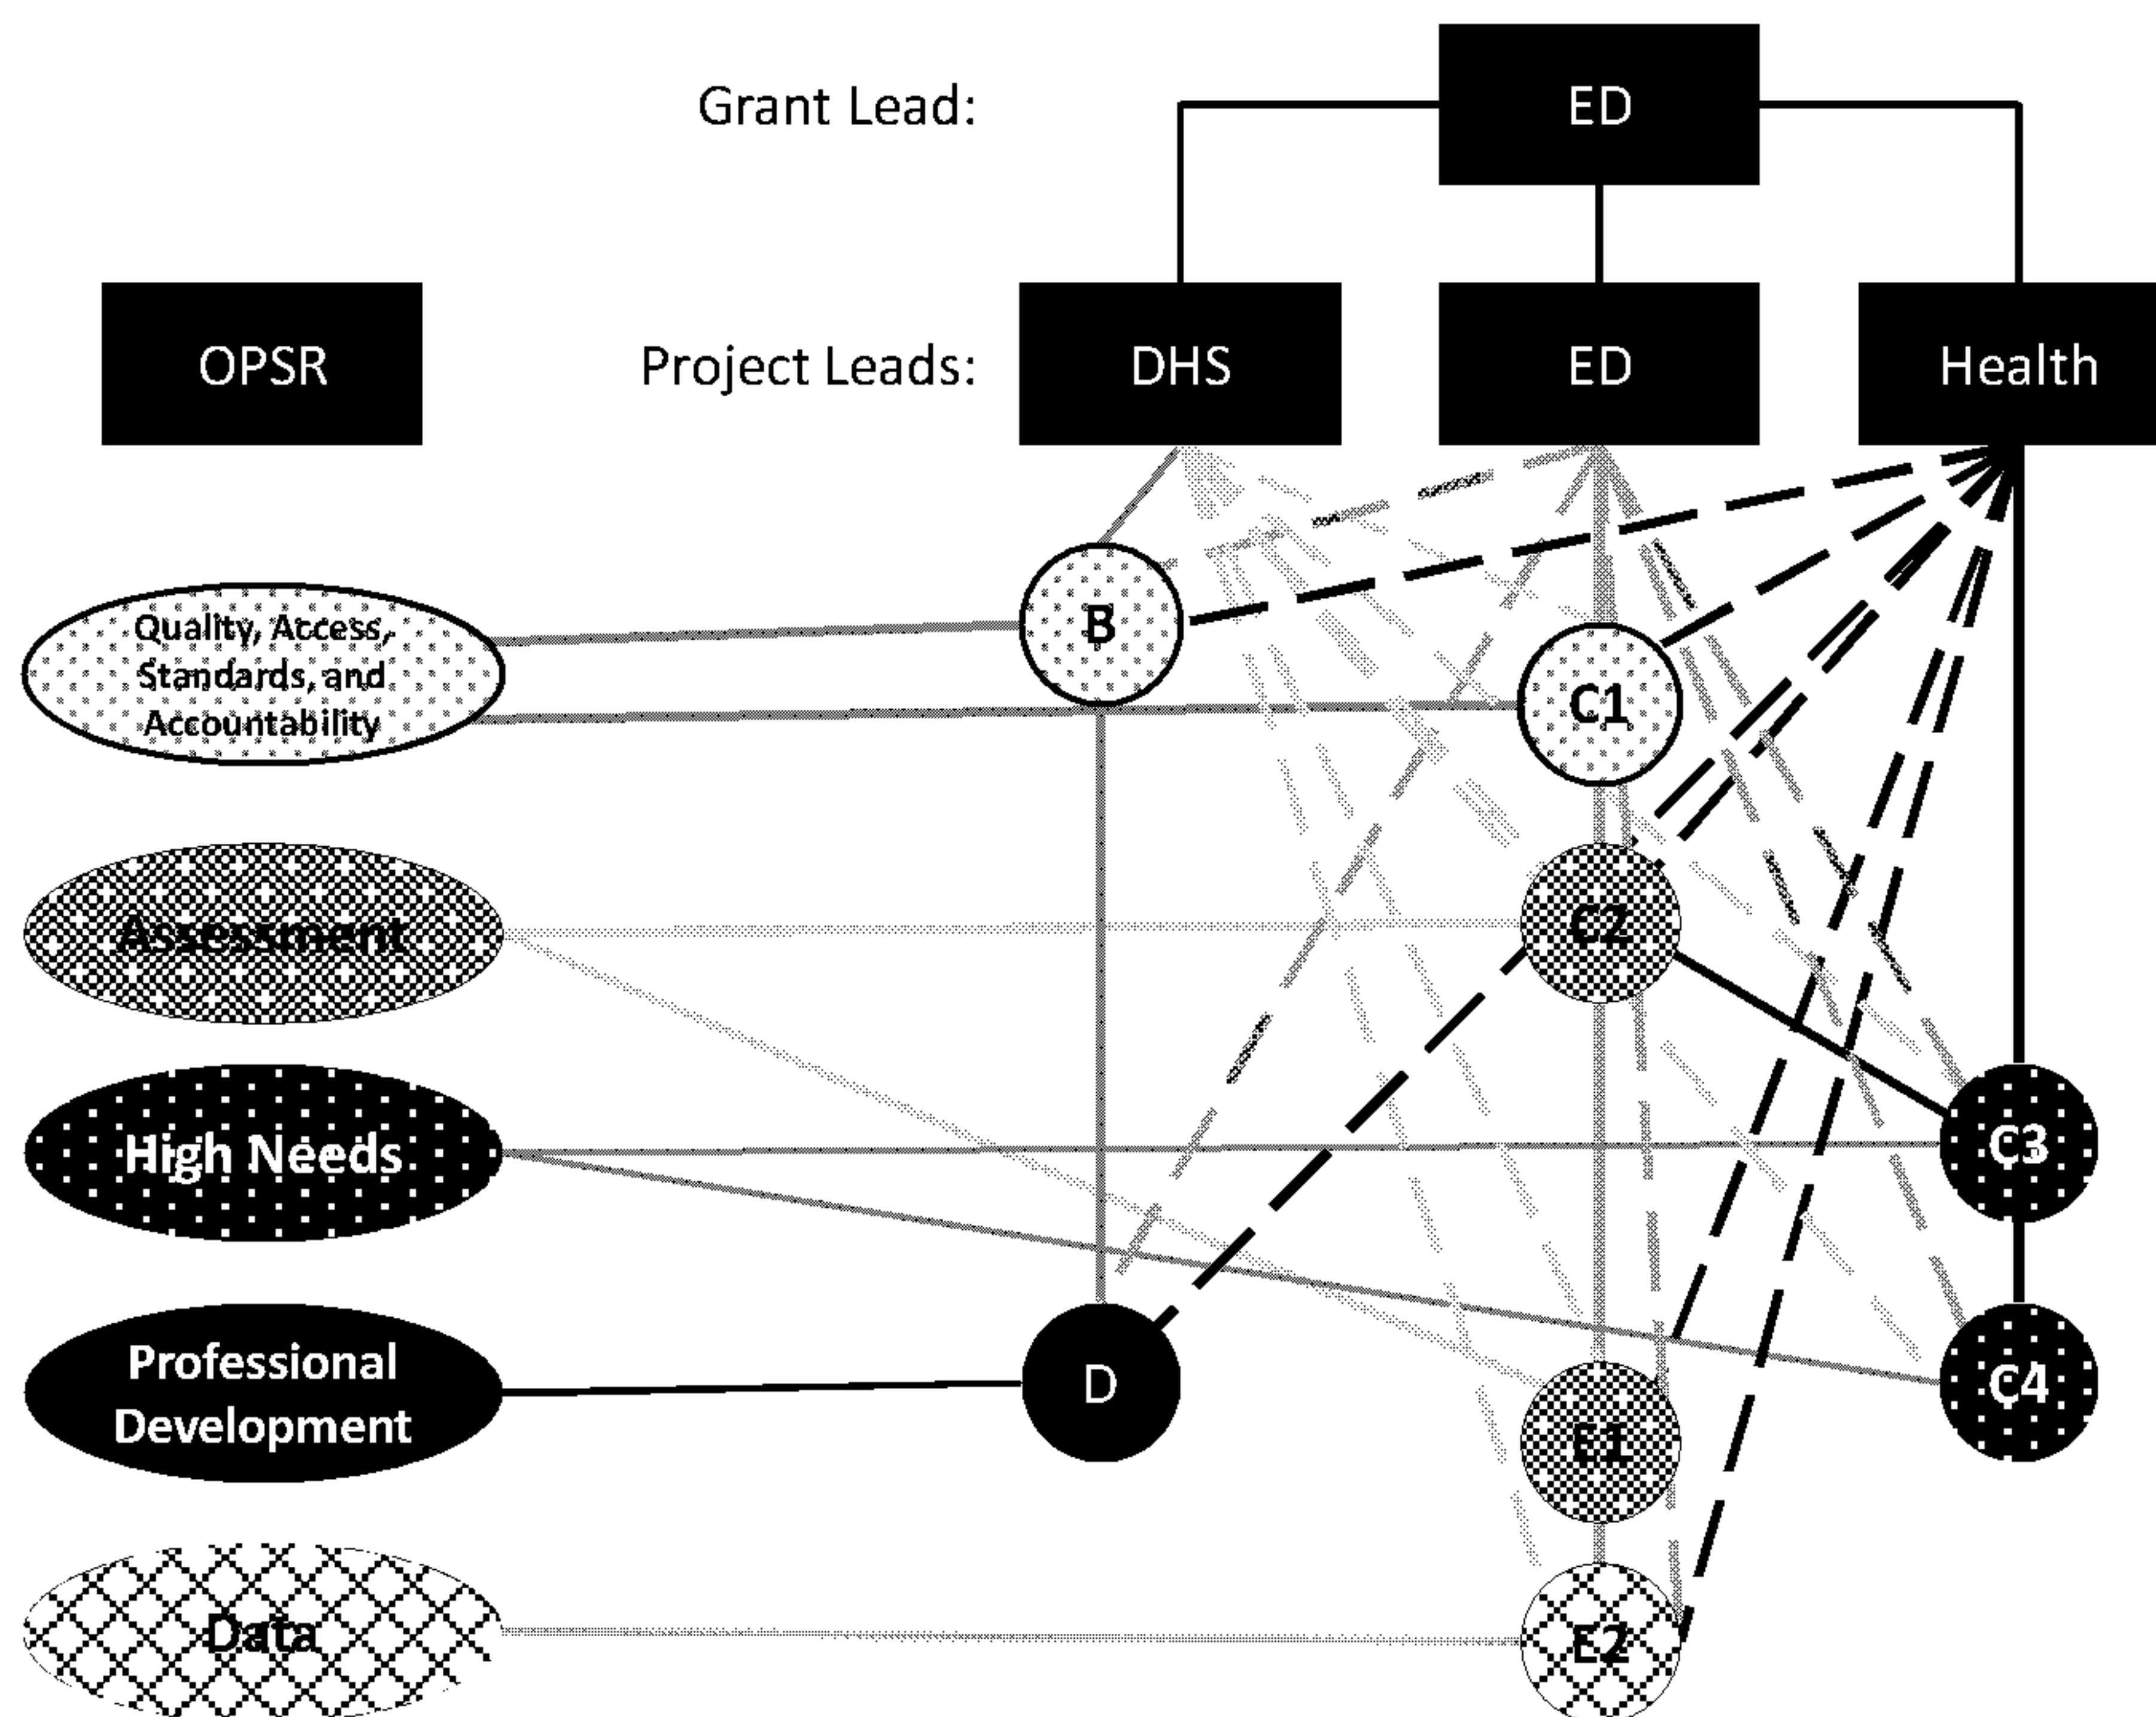 Grant Lead:
ED
OPSR
Project Leads:
DHS
ED
Health
Quality, Access,
Standards, and
Accountability
B
C1
Assessment
C2
High Needs
C3
Professional
Development
D
C4
E1
Data
E2